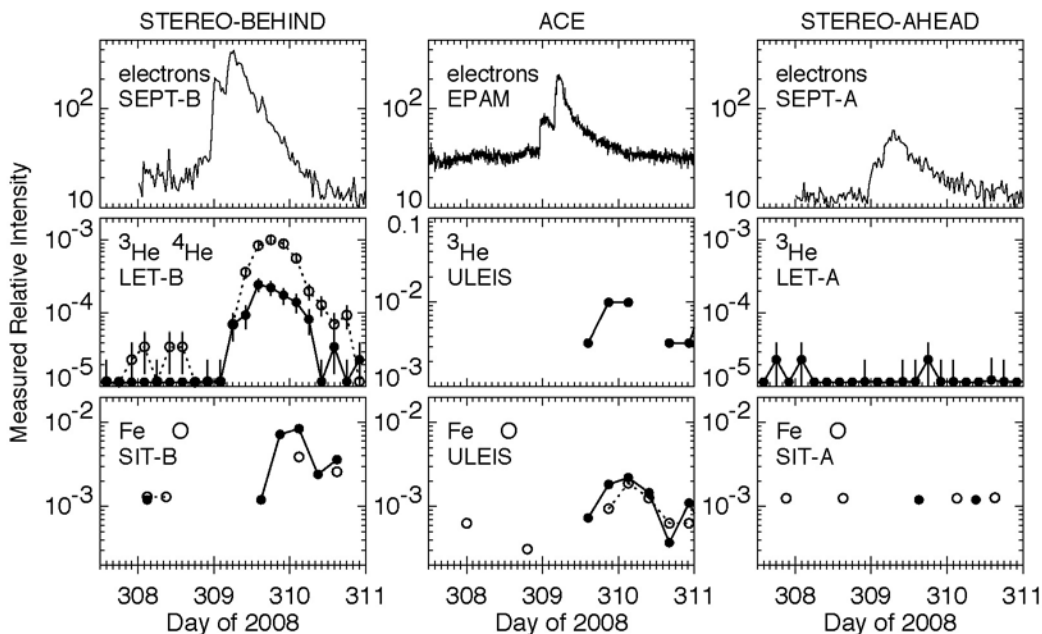 STEREO-BEHIND ACE STEREO-AHEAD
electrons electrons electrons
SEPT-B EPAM SEPT-A
10² 10² 10²
10 10 10
Measured Relative Intensity
10⁻³ ³He ⁴He 0.1 ³He 10⁻³ ³He
LET-B ULEIS LET-A
10⁻⁴ 10⁻² 10⁻⁴
10⁻⁵ 10⁻³ 10⁻⁵
10⁻² Fe O 10⁻² Fe O 10⁻² Fe O
SIT-B ULEIS SIT-A
10⁻³ 10⁻³ 10⁻³
308 309 310 311 308 309 310 311 308 309 310 311
Day of 2008 Day of 2008 Day of 2008